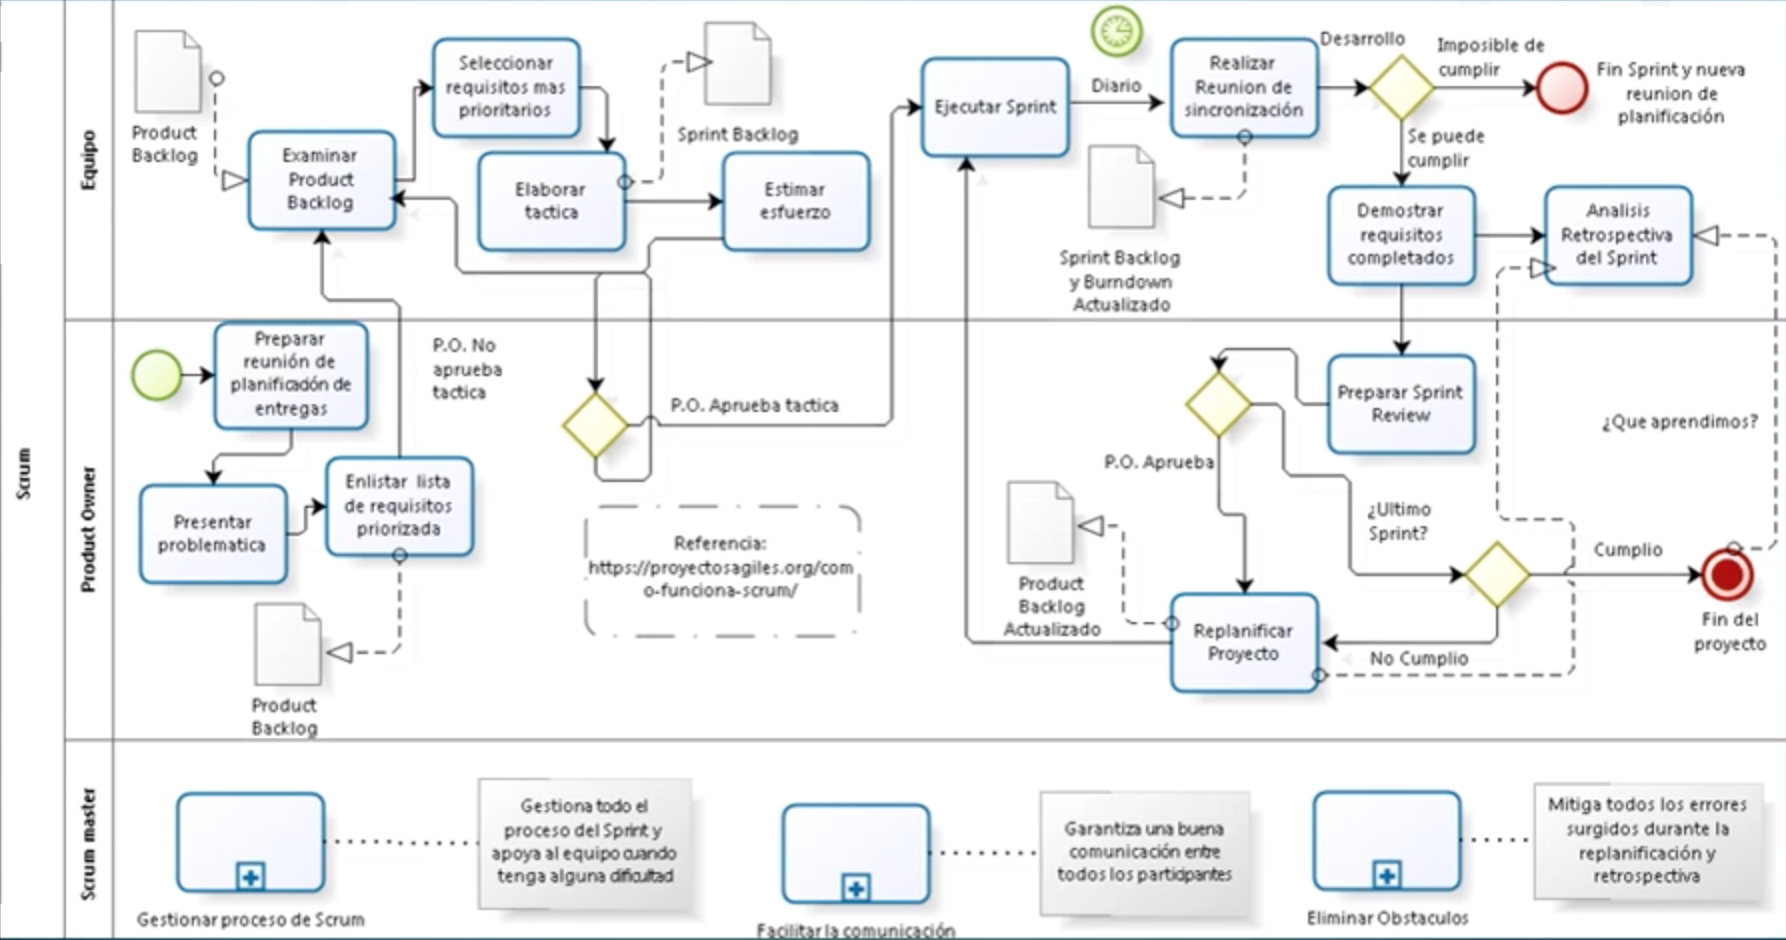 Scrum
Equipo
Product
Backlog
Examinar
Product
Backlog
Seleccionar
requisitos mas
prioritarios
Sprint Backlog
Elaborar
tactica
Estimar
esfuerzo
Ejecutar Sprint
Diario
Realizar
Reunion de
sincronización
Desarrollo
Imposible de
cumplir
Fin Sprint y nueva
reunion de
planificación
Se puede
cumplir
Sprint Backlog
y Burndown
Actualizado
Demostrar
requisitos
completados
Analisis
Retrospectiva
del Sprint
Product Owner
Preparar
reunión de
planificación de
entregas
Presentar
problematica
Enlistar lista
de requisitos
priorizada
Product
Backlog
P.O. No
aprueba
tactica
P.O. Aprueba tactica
Referencia:
https://proyectosagiles.org/com
o-funciona-scrum/
Preparar Sprint
Review
P.O. Aprueba
¿Ultimo
Sprint?
¿Que aprendimos?
Product
Backlog
Actualizado
Replanificar
Proyecto
Cumplio
No Cumplio
Fin del
proyecto
Scrum master
Gestionar proceso de Scrum
Gestiona todo el
proceso del Sprint y
apoya al equipo cuando
tenga alguna dificultad
Facilitar la comunicación
Garantiza una buena
comunicación entre
todos los participantes
Eliminar Obstaculos
Mitiga todos los errores
surgidos durante la
replanificación y
retrospectiva